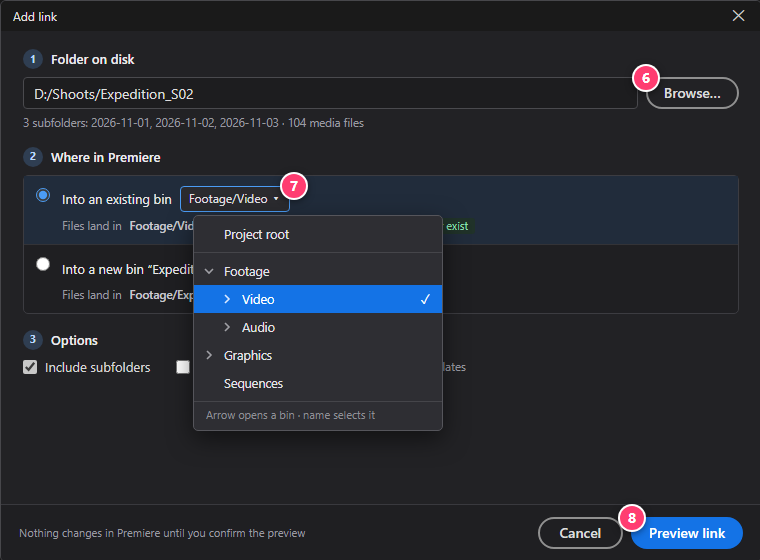 Add link
1 Folder on disk
D:/Shoots/Expedition_S02
6
Browse...
3 subfolders: 2026-11-01, 2026-11-02, 2026-11-03 · 104 media files
2 Where in Premiere
7
Into an existing bin Footage/Video
Files land in Footage/Vid exist
Project root
Into a new bin “Expedit
Files land in Footage/Exp
Footage
Video
Audio
Graphics
Sequences
Arrow opens a bin · name selects it
3 Options
Include subfolders
lates
Nothing changes in Premiere until you confirm the preview
Cancel
8
Preview link